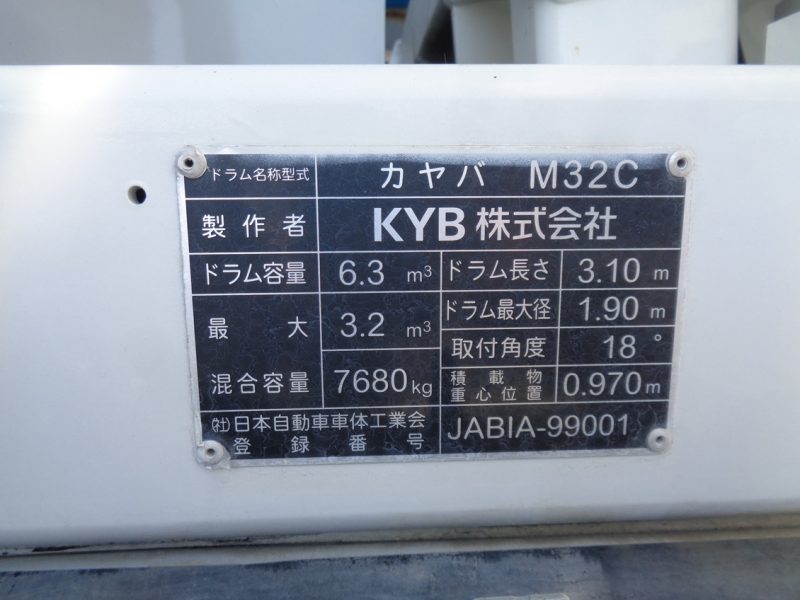 ドラム名称型式 カヤバ M32C
製作者 KYB株式会社
ドラム容量 6.3 m³ ドラム長さ 3.10 m
最大 3.2 m³ ドラム最大径 1.90 m
取付角度 18°
混合容量 7680kg 積載物重心位置 0.970m
㈳日本自動車車体工業会
登録番号 JABIA-99001